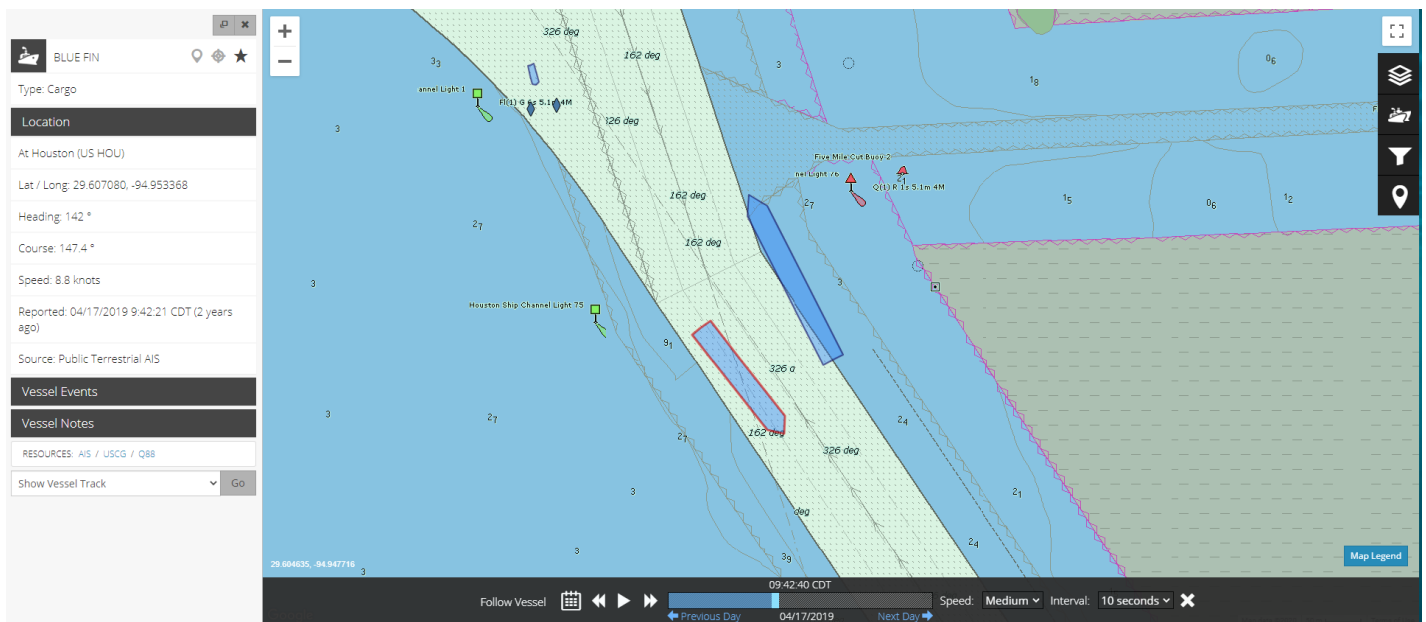 BLUE FIN
Type: Cargo
Location
At Houston (US HOU)
Lat / Long: 29.607080, -94.953368
Heading: 142 °
Course: 147.4 °
Speed: 8.8 knots
Reported: 04/17/2019 9:42:21 CDT (2 years
ago)
Source: Public Terrestrial AIS
Vessel Events
Vessel Notes
RESOURCES: AIS / USCG / Q88
Show Vessel Track
Go
+
−
326 deg
162 deg
3
06
33
18
annel Light 1
Fl(1) G 4s 5.1m 4M
326 deg
3
Five Mile Cut Buoy 2
nel Light 76
21
Q(1) R 1s 5.1m 4M
162 deg
27
15
06
12
27
162 deg
3
3
Houston Ship Channel Light 75
91
326 d
3
27
27
162 deg
24
326 deg
3
21
deg
3
39
24
Map Legend
29.604635, -94.947716
3
09:42:40 CDT
Follow Vessel
Speed:
Medium
Interval:
10 seconds
Previous Day
04/17/2019
Next Day